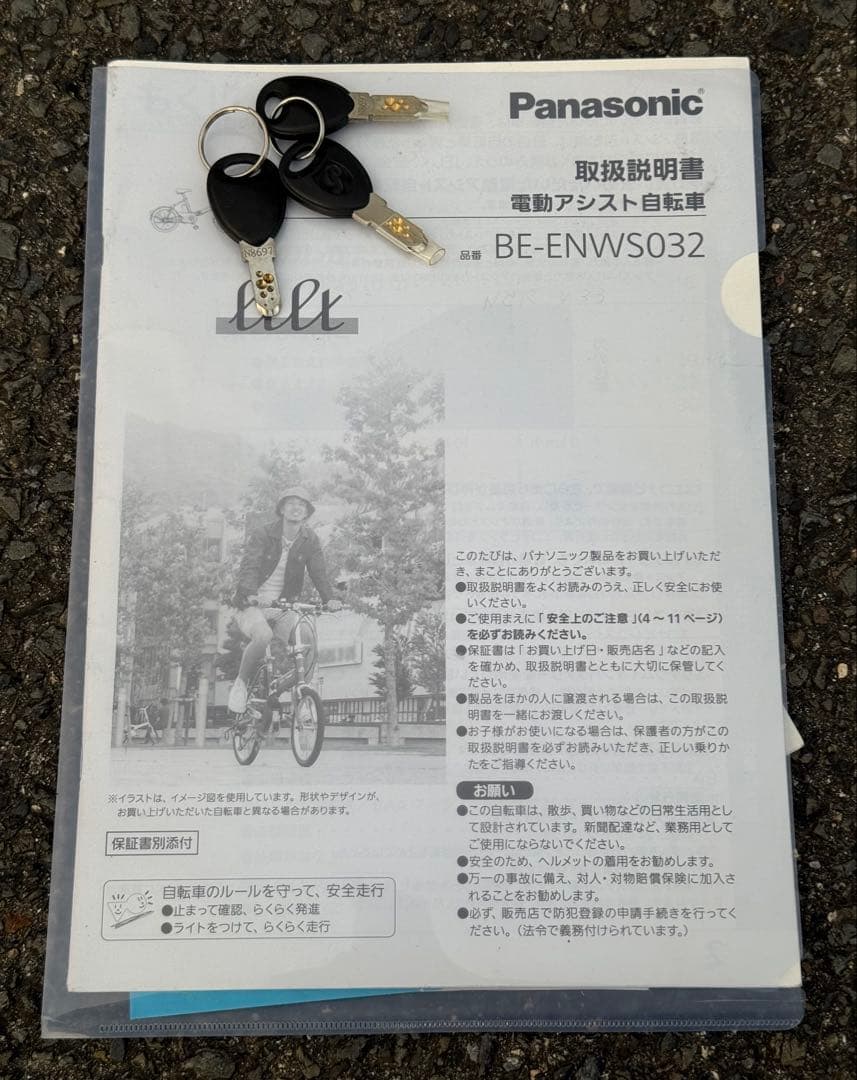 Panasonic®
取扱説明書
電動アシスト自転車
品番 BE-ENWS032
N8697
lilt
このたびは、パナソニック製品をお買い上げいただ
き、まことにありがとうございます。
●取扱説明書をよくお読みのうえ、正しく安全にお使
いください。
●ご使用まえに「安全上のご注意」(4～11ページ)
を必ずお読みください。
●保証書は「お買い上げ日・販売店名」などの記入
を確かめ、取扱説明書とともに大切に保管してく
ださい。
●製品をほかの人に譲渡される場合は、この取扱説
明書を一緒にお渡しください。
●お子様がお使いになる場合は、保護者の方がこの
取扱説明書を必ずお読みいただき、正しい乗りか
たをご指導ください。
お願い
●この自転車は、散歩、買い物などの日常生活用とし
て設計されています。新聞配達など、業務用として
ご使用にならないでください。
●安全のため、ヘルメットの着用をお勧めします。
●万一の事故に備え、対人・対物賠償保険に加入さ
れることをお勧めします。
●必ず、販売店で防犯登録の申請手続きを行ってく
ださい。(法令で義務付けられています。)
※イラストは、イメージ図を使用しています。形状やデザインが、
お買い上げいただいた自転車と異なる場合があります。
保証書別添付
自転車のルールを守って、安全走行
●止まって確認、らくらく発進
●ライトをつけて、らくらく走行